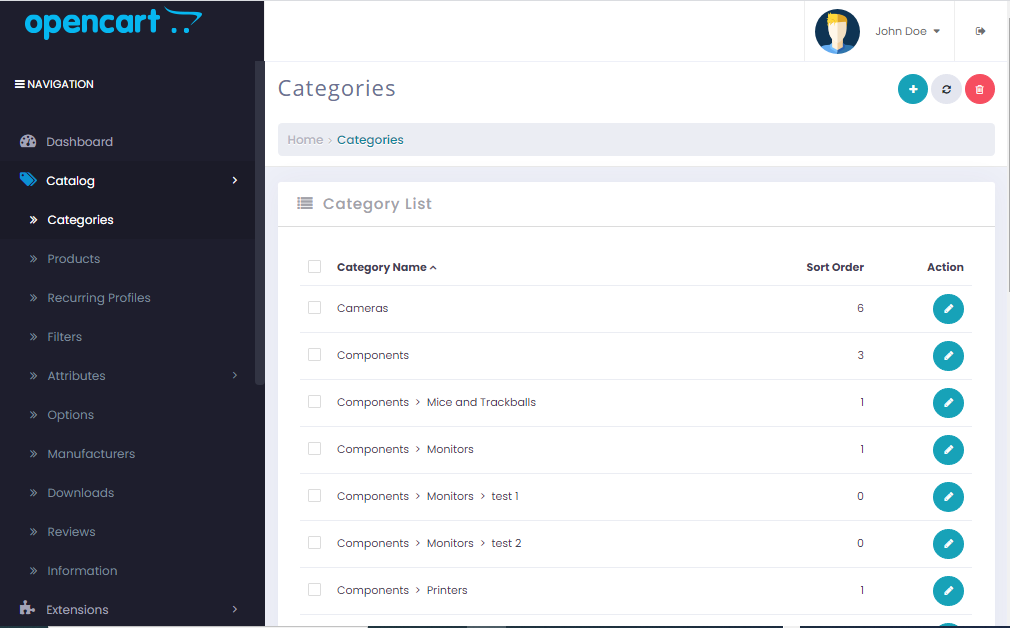 opencart
John Doe
NAVIGATION
Dashboard
Catalog
Categories
Products
Recurring Profiles
Filters
Attributes
Options
Manufacturers
Downloads
Reviews
Information
Extensions
Categories
Home > Categories
Category List
Category Name Sort Order Action
Cameras 6
Components 3
Components > Mice and Trackballs 1
Components > Monitors 1
Components > Monitors > test 1 0
Components > Monitors > test 2 0
Components > Printers 1